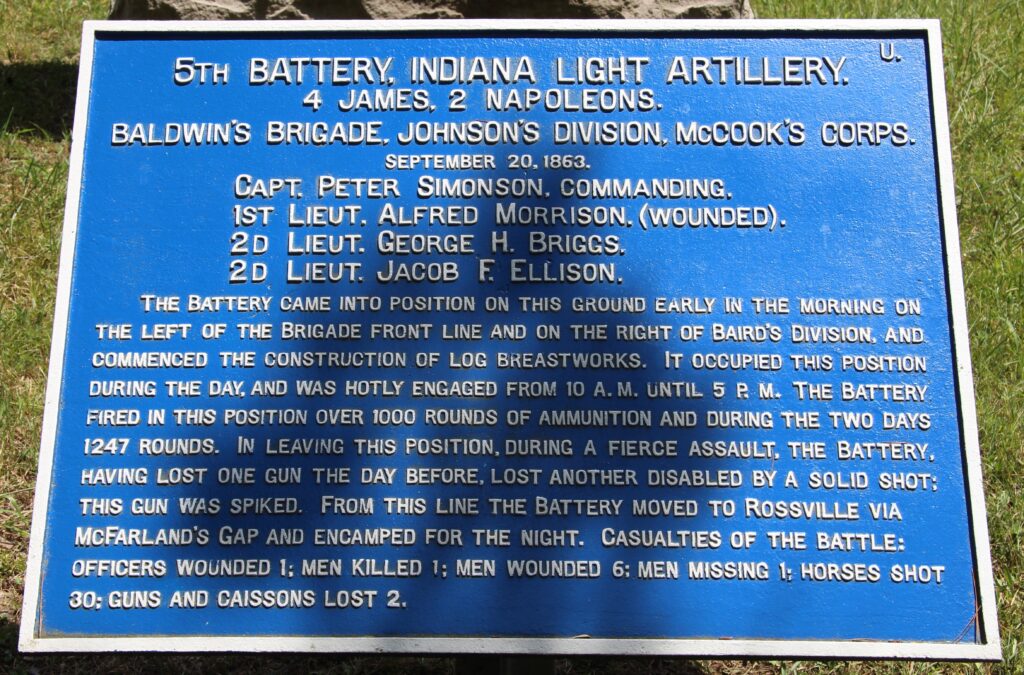 U.
5TH BATTERY, INDIANA LIGHT ARTILLERY.
4 JAMES, 2 NAPOLEONS.
BALDWIN'S BRIGADE, JOHNSON'S DIVISION, MCCOOK'S CORPS.
SEPTEMBER 20, 1863.
CAPT. PETER SIMONSON, COMMANDING.
1ST LIEUT. ALFRED MORRISON, (WOUNDED).
2D LIEUT. GEORGE H. BRIGGS.
2D LIEUT. JACOB F. ELLISON.
THE BATTERY CAME INTO POSITION ON THIS GROUND EARLY IN THE MORNING ON
THE LEFT OF THE BRIGADE FRONT LINE AND ON THE RIGHT OF BAIRD'S DIVISION, AND
COMMENCED THE CONSTRUCTION OF LOG BREASTWORKS. IT OCCUPIED THIS POSITION
DURING THE DAY, AND WAS HOTLY ENGAGED FROM 10 A.M. UNTIL 5 P.M. THE BATTERY
FIRED IN THIS POSITION OVER 1000 ROUNDS OF AMMUNITION AND DURING THE TWO DAYS
1247 ROUNDS. IN LEAVING THIS POSITION, DURING A FIERCE ASSAULT, THE BATTERY,
HAVING LOST ONE GUN THE DAY BEFORE, LOST ANOTHER DISABLED BY A SOLID SHOT;
THIS GUN WAS SPIKED. FROM THIS LINE THE BATTERY MOVED TO ROSSVILLE VIA
MCFARLAND'S GAP AND ENCAMPED FOR THE NIGHT. CASUALTIES OF THE BATTLE:
OFFICERS WOUNDED 1; MEN KILLED 1; MEN WOUNDED 6; MEN MISSING 1; HORSES SHOT
30; GUNS AND CAISSONS LOST 2.